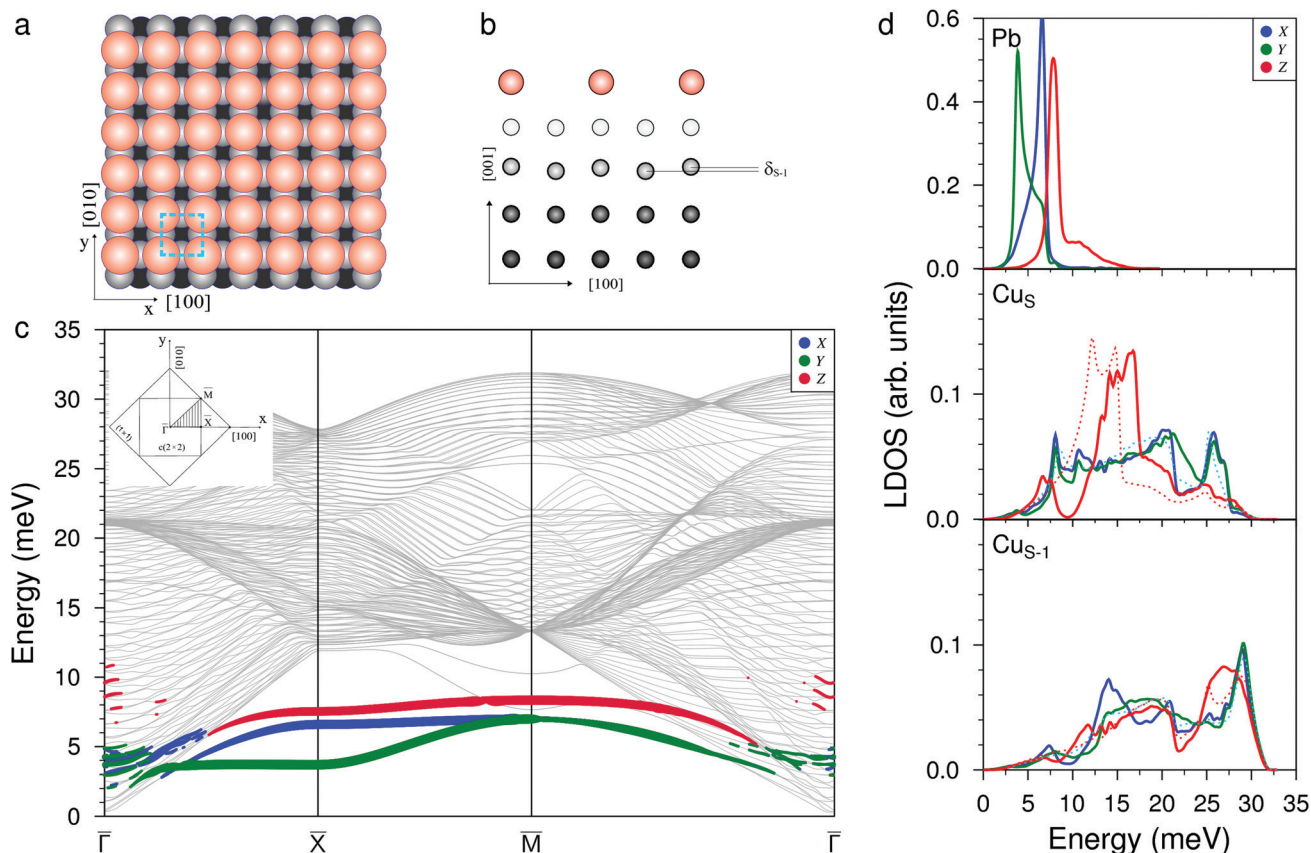 a
[010]
y
x
[100]
b
[001]
δS-1
[100]
c
Energy (meV)
35
30
25
20
15
10
5
0
Γ̅
X̅
M̅
Γ̅
X
Y
Z
y
[010]
M̅
X̅
Γ̅
x
[100]
(1×1)
c(2×2)
d
LDOS (arb. units)
Pb
X
Y
Z
0.6
0.4
0.2
0.0
CuS
0.1
0.0
CuS-1
0.1
0.0
0 5 10 15 20 25 30 35
Energy (meV)